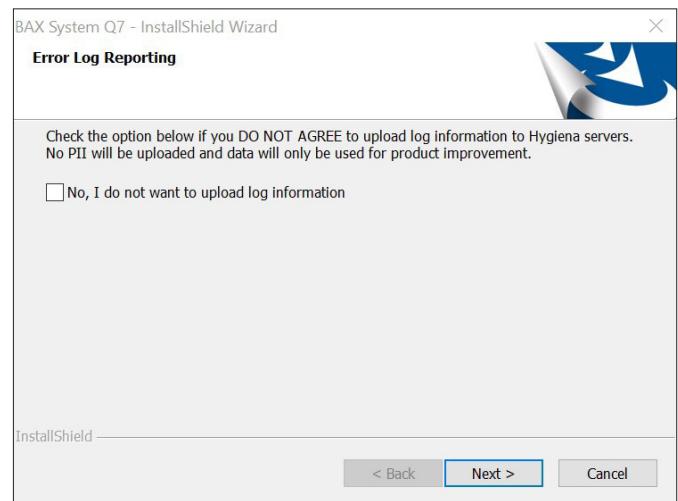 BAX System Q7 - InstallShield Wizard
Error Log Reporting
Check the option below if you DO NOT AGREE to upload log information to Hygiena servers.
No PII will be uploaded and data will only be used for product improvement.
No, I do not want to upload log information
InstallShield
< Back Next > Cancel